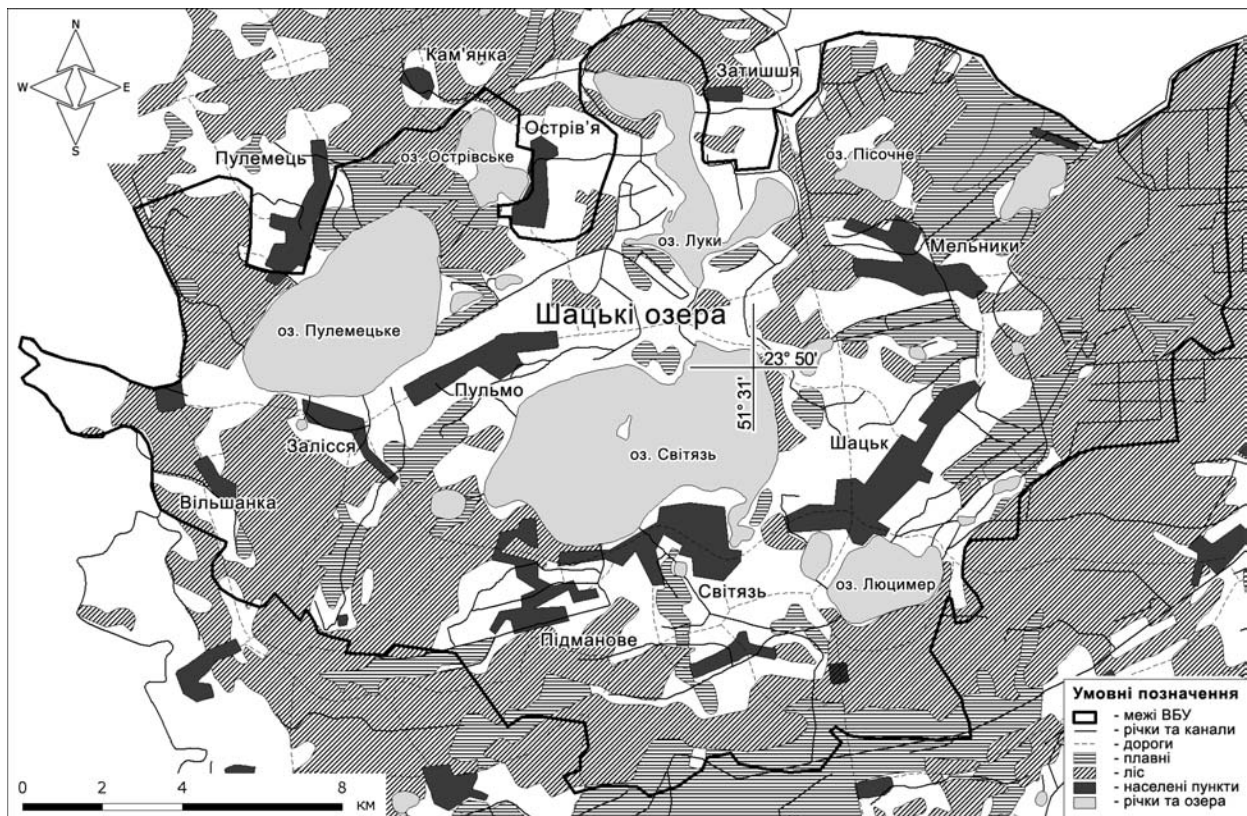 N
W E
S
Кам'янка
Затишшя
Острів'я
Пулемець
оз. Острівське
оз. Пісочне
Мельники
оз. Луки
Шацькі озера
оз. Пулемецьке
23° 50'
51° 31'
Пульмо
Шацьк
Залісся
оз. Світязь
Вільшанка
Світязь
оз. Люцимер
Підманове
Умовні позначення
- межі ВБУ
- річки та канали
- дороги
- плавні
- ліс
- населені пункти
- річки та озера
0 2 4 8
км